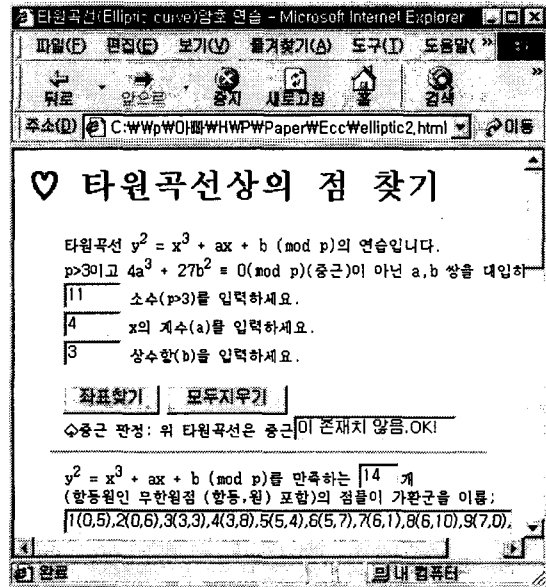 타원곡선(Elliptic curve)암호 연습 - Microsoft Internet Explorer
파일(F) 편집(E) 보기(V) 즐겨찾기(A) 도구(T) 도움말( »
뒤로 앞으로 중지 새로고침 홈 검색 »
주소(D) C:₩Wp₩아빠₩HWP₩Paper₩Ecc₩elliptic2.html 이동
♡ 타원곡선상의 점 찾기
타원곡선 y² = x³ + ax + b (mod p)의 연습입니다.
p>3이고 4a³ + 27b² ≡ 0(mod p)(중근)이 아닌 a,b 쌍을 대입하
11 소수(p>3)를 입력하세요.
4 x의 계수(a)를 입력하세요.
3 상수항(b)을 입력하세요.
좌표찾기 모두지우기
◇중근 판정: 위 타원곡선은 중근 이 존재치 않음.OK!
y² = x³ + ax + b (mod p)를 만족하는 14 개
(항등원인 무한원점 (항등,원) 포함)의 점들이 가환군을 이룸;
1(0,5),2(0,6),3(3,3),4(3,8),5(5,4),6(5,7),7(6,1),8(6,10),9(7,0),
완료 내 컴퓨터